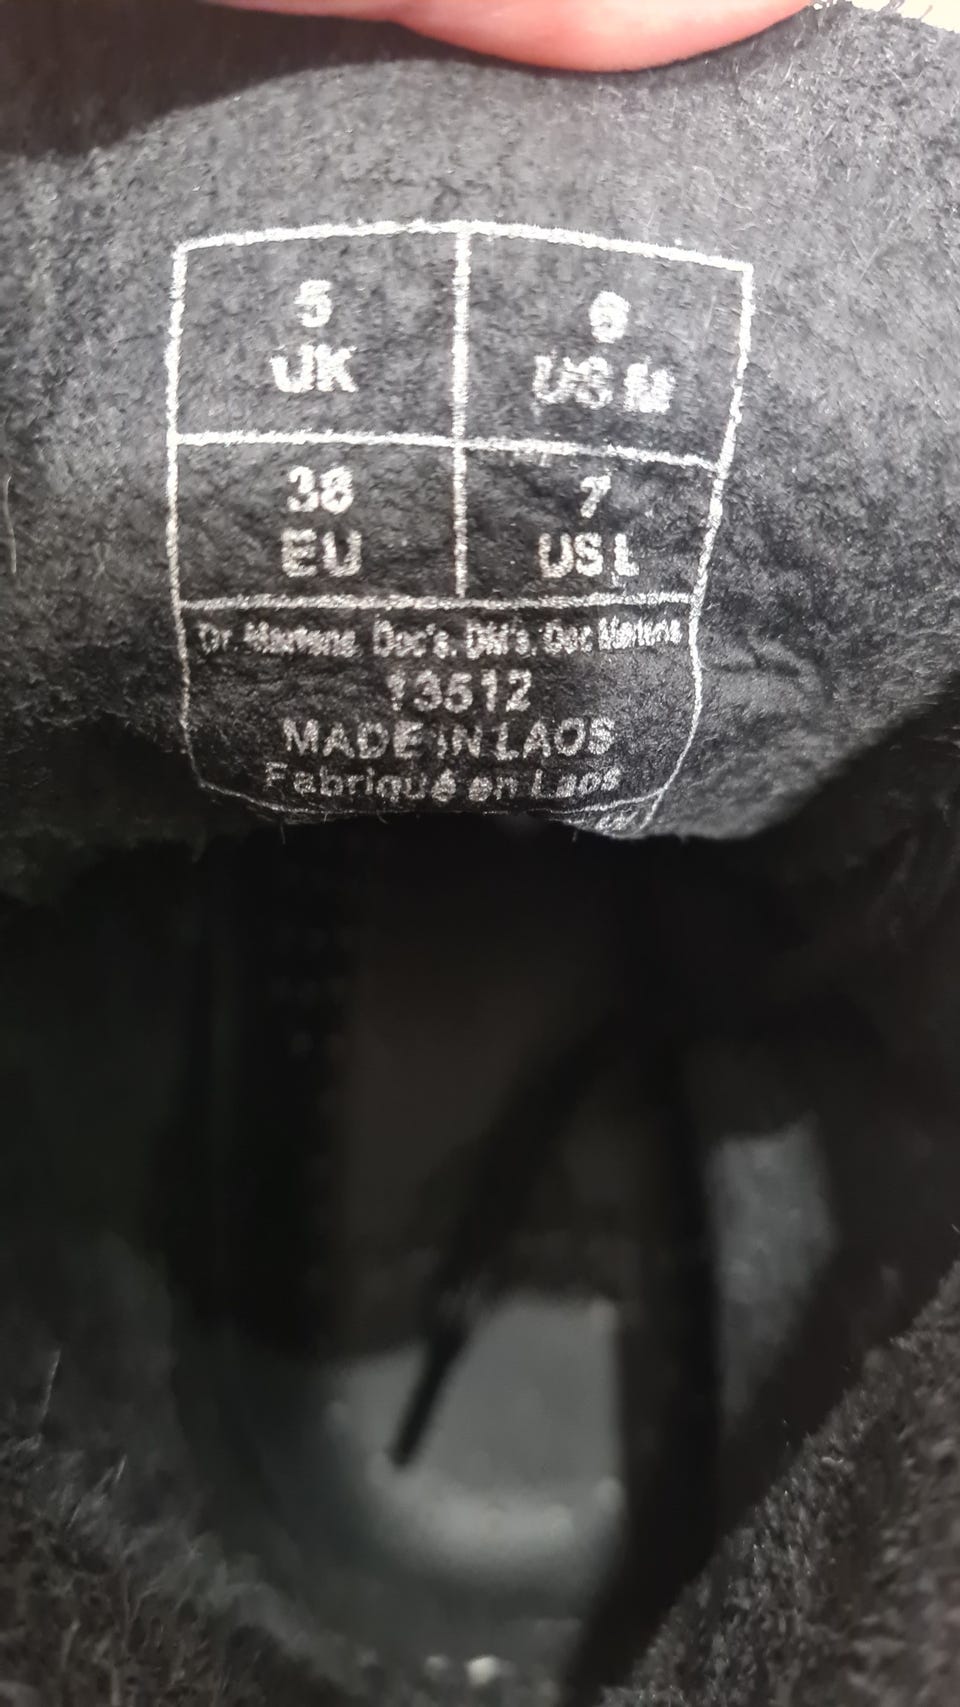 5
UK
6
US M
38
EU
7
US L
Dr. Martens. Doc's. DM's. Doc Martens
13512
MADE IN LAOS
Fabriqué en Laos